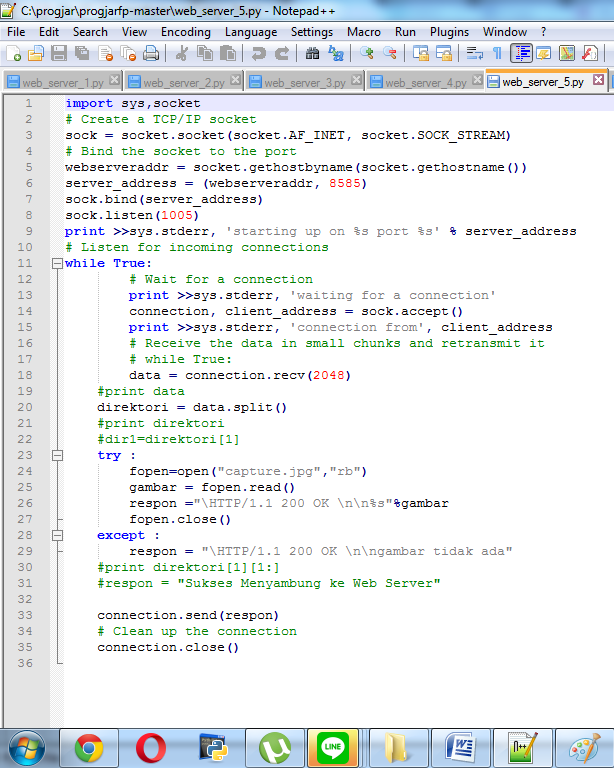 C:\progjar\progjarfp-master\web_server_5.py - Notepad++
File Edit Search View Encoding Language Settings Macro Run Plugins Window ?
web_server_1.py web_server_2.py web_server_3.py web_server_4.py web_server_5.py
1 import sys,socket
2 # Create a TCP/IP socket
3 sock = socket.socket(socket.AF_INET, socket.SOCK_STREAM)
4 # Bind the socket to the port
5 webserveraddr = socket.gethostbyname(socket.gethostname())
6 server_address = (webserveraddr, 8585)
7 sock.bind(server_address)
8 sock.listen(1005)
9 print >>sys.stderr, 'starting up on %s port %s' % server_address
10 # Listen for incoming connections
11 while True:
12 # Wait for a connection
13 print >>sys.stderr, 'waiting for a connection'
14 connection, client_address = sock.accept()
15 print >>sys.stderr, 'connection from', client_address
16 # Receive the data in small chunks and retransmit it
17 # while True:
18 data = connection.recv(2048)
19 #print data
20 direktori = data.split()
21 #print direktori
22 #dir1=direktori[1]
23 try :
24 fopen=open("capture.jpg","rb")
25 gambar = fopen.read()
26 respon ="\HTTP/1.1 200 OK \n\n%s"%gambar
27 fopen.close()
28 except :
29 respon = "\HTTP/1.1 200 OK \n\ngambar tidak ada"
30 #print direktori[1][1:]
31 #respon = "Sukses Menyambung ke Web Server"
32
33 connection.send(respon)
34 # Clean up the connection
35 connection.close()
36
LINE